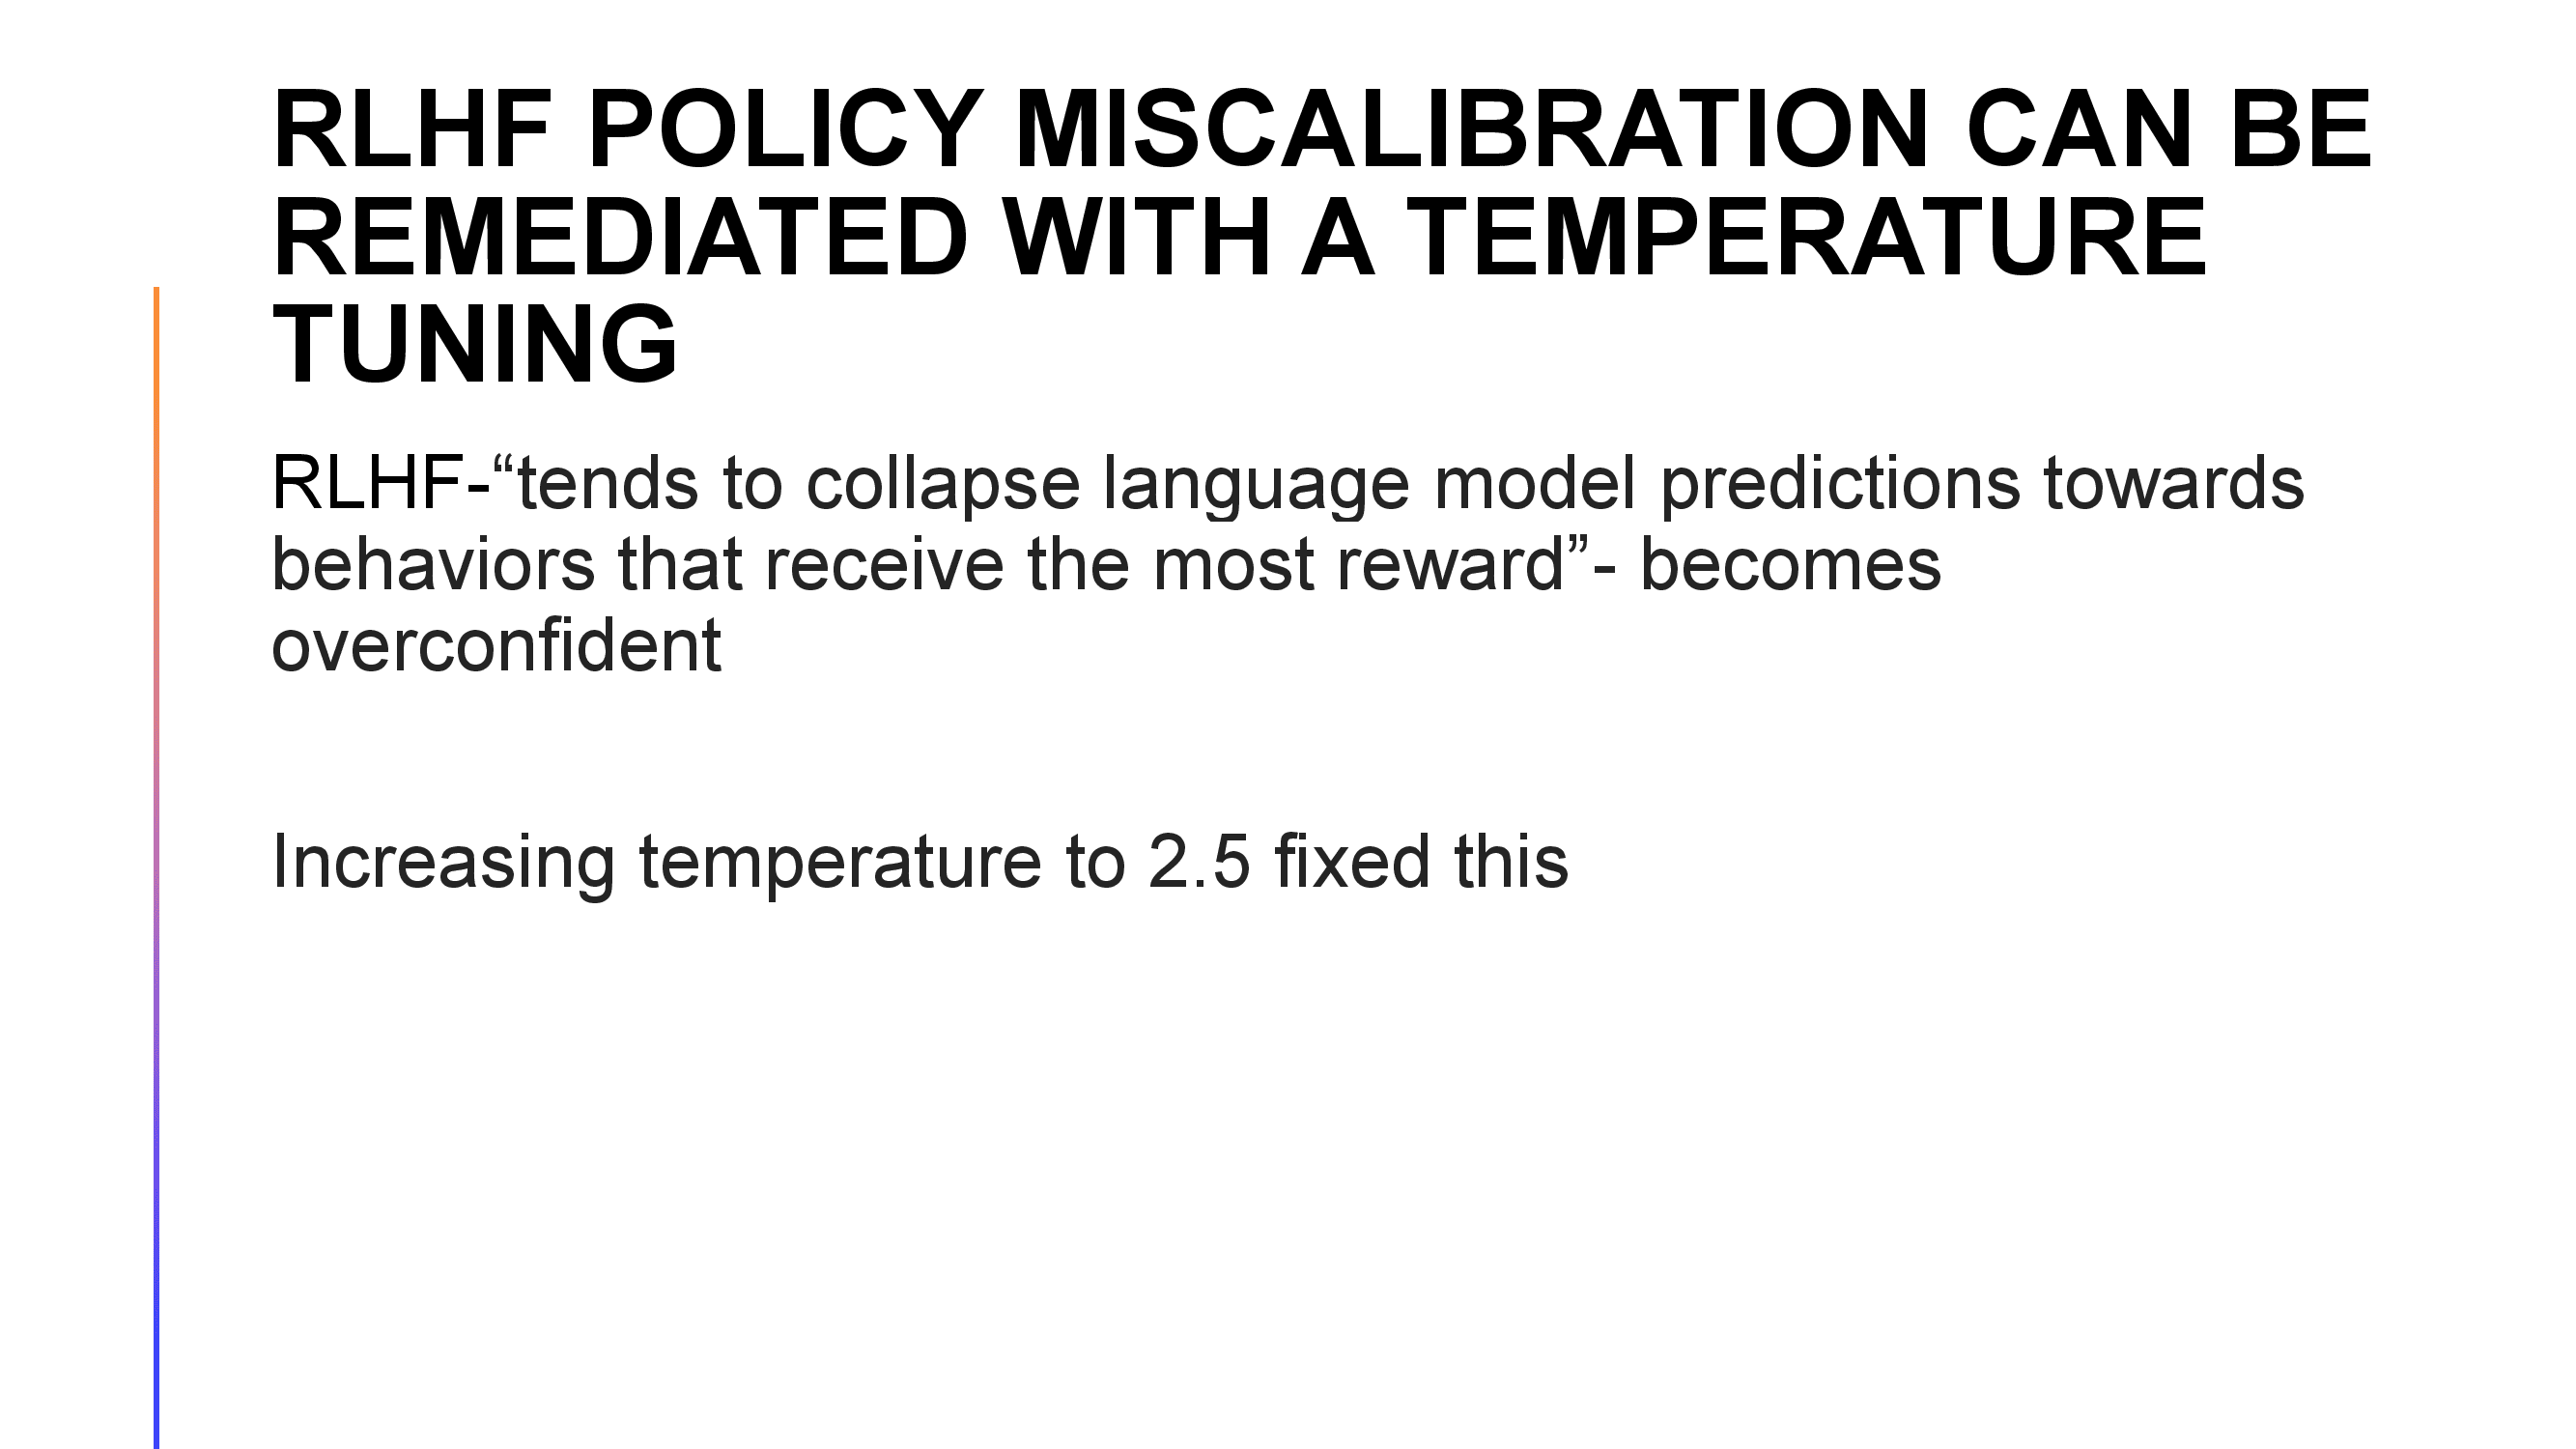 RLHF POLICY MISCALIBRATION CAN BE
REMEDIATED WITH A TEMPERATURE
TUNING
RLHF-“tends to collapse language model predictions towards
behaviors that receive the most reward”- becomes
overconfident
Increasing temperature to 2.5 fixed this